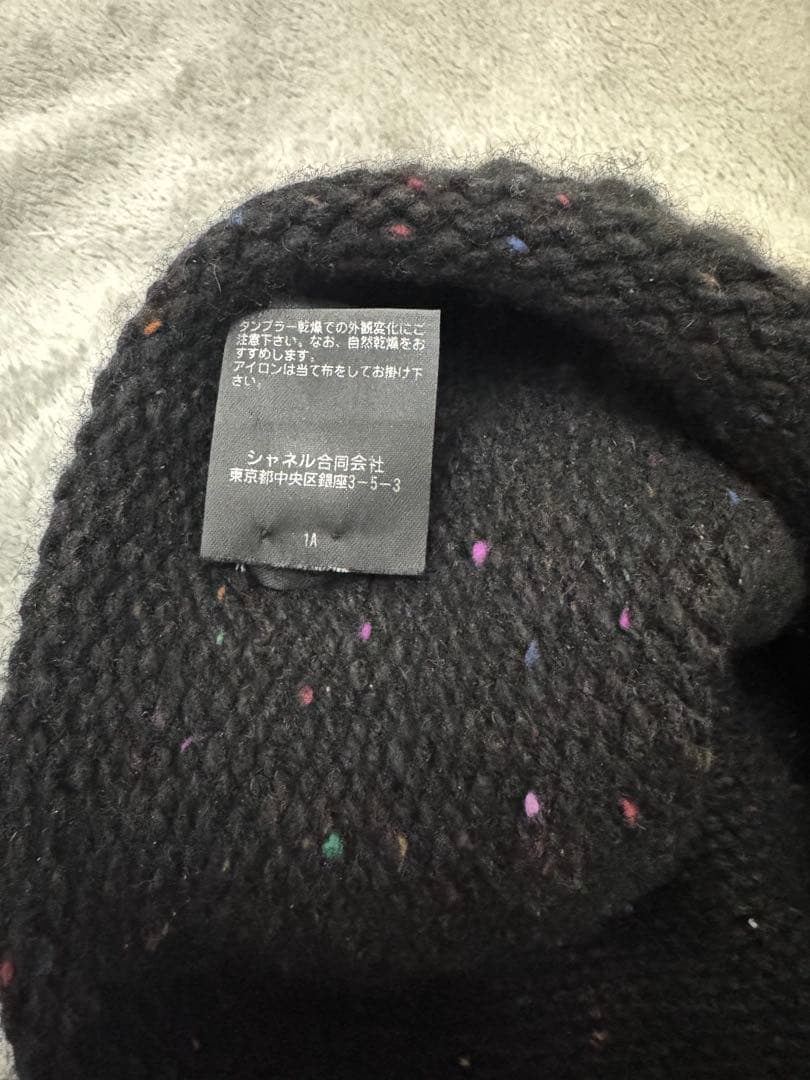 タンブラー乾燥での外観変化にご
注意下さい。なお、自然乾燥をお
すすめします。
アイロンは当て布をしてお掛け下
さい。
シャネル合同会社
東京都中央区銀座3-5-3
1A